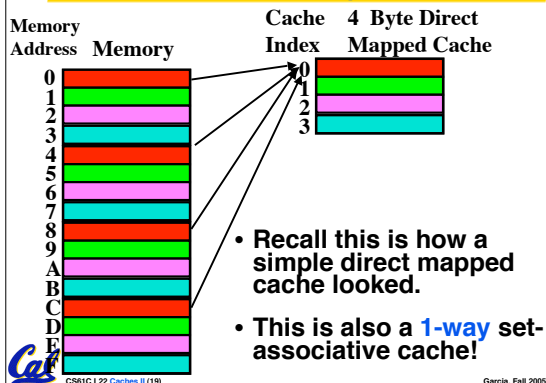 Memory
Address
Memory
0
1
2
3
4
5
6
7
8
9
A
B
C
D
E
F
Cache
Index
4 Byte Direct
Mapped Cache
0
1
2
3
• Recall this is how a
simple direct mapped
cache looked.
• This is also a 1-way set-
associative cache!
Cal
CS61C L22 Caches II (19)
Garcia, Fall 2005